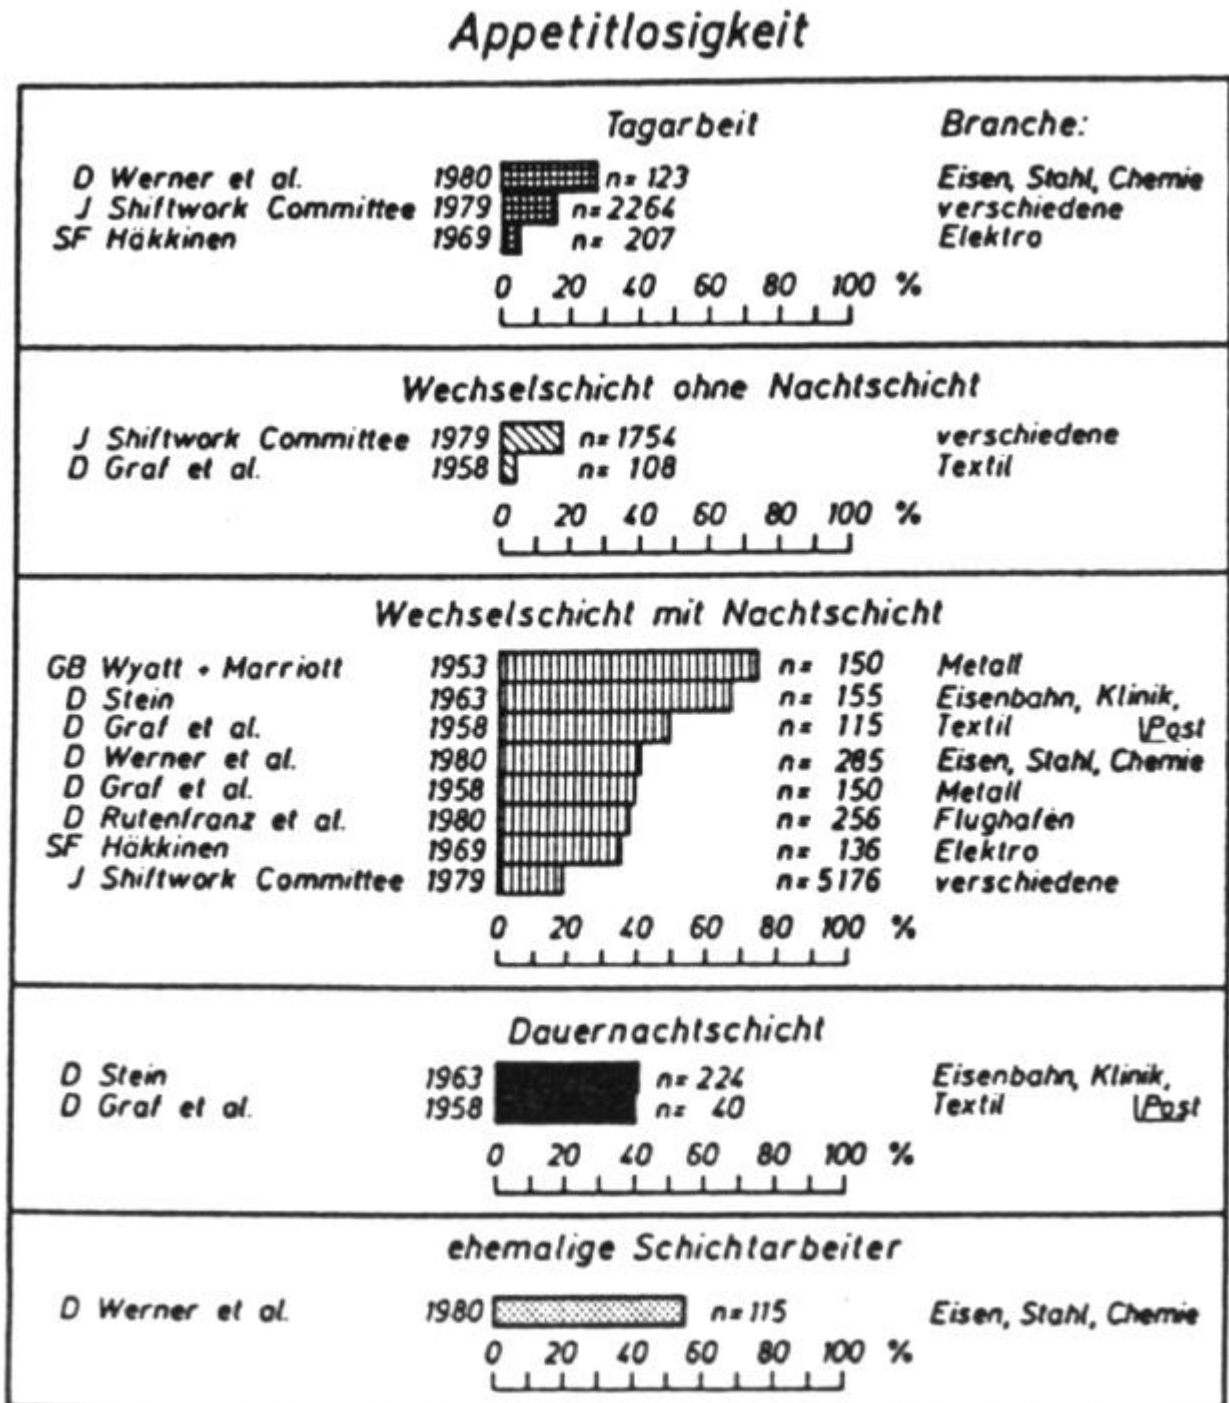 Appetitlosigkeit
Tagarbeit Branche:
D Werner et al. 1980 n= 123 Eisen, Stahl, Chemie
J Shiftwork Committee 1979 n= 2264 verschiedene
SF Häkkinen 1969 n= 207 Elektro
0 20 40 60 80 100 %
Wechselschicht ohne Nachtschicht
J Shiftwork Committee 1979 n= 1754 verschiedene
D Graf et al. 1958 n= 108 Textil
0 20 40 60 80 100 %
Wechselschicht mit Nachtschicht
GB Wyatt + Marriott 1953 n= 150 Metall
D Stein 1963 n= 155 Eisenbahn, Klinik,
D Graf et al. 1958 n= 115 Textil Post
D Werner et al. 1980 n= 285 Eisen, Stahl, Chemie
D Graf et al. 1958 n= 150 Metall
D Rutenfranz et al. 1980 n= 256 Flughafen
SF Häkkinen 1969 n= 136 Elektro
J Shiftwork Committee 1979 n= 5176 verschiedene
0 20 40 60 80 100 %
Dauernachtschicht
D Stein 1963 n= 224 Eisenbahn, Klinik,
D Graf et al. 1958 n= 40 Textil Post
0 20 40 60 80 100 %
ehemalige Schichtarbeiter
D Werner et al. 1980 n= 115 Eisen, Stahl, Chemie
0 20 40 60 80 100 %